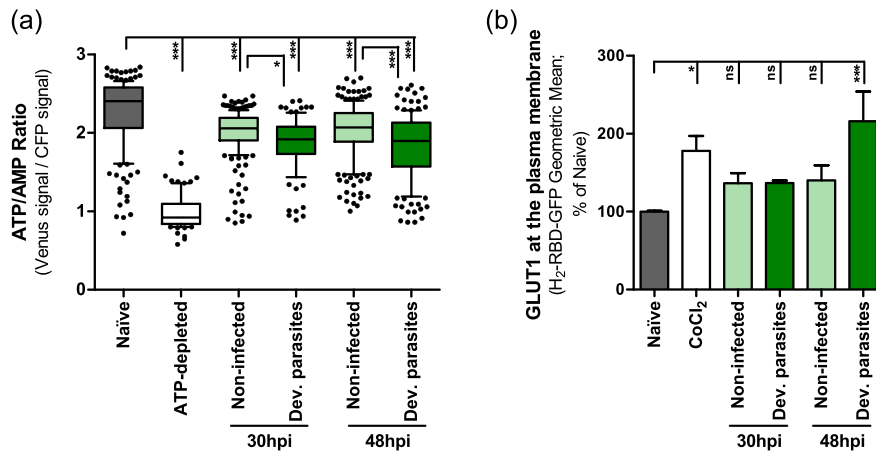 (a)
ATP/AMP Ratio
(Venus signal / CFP signal)
3
2
1
0
***
***
*
***
***
***
***
Naïve
ATP-depleted
Non-infected
Dev. parasites
Non-infected
Dev. parasites
30hpi
48hpi
(b)
GLUT1 at the plasma membrane
(H₂-RBD-GFP Geometric Mean;
% of Naive)
300
200
100
0
*
ns
ns
ns
***
Naïve
CoCl₂
Non-infected
Dev. parasites
Non-infected
Dev. parasites
30hpi
48hpi